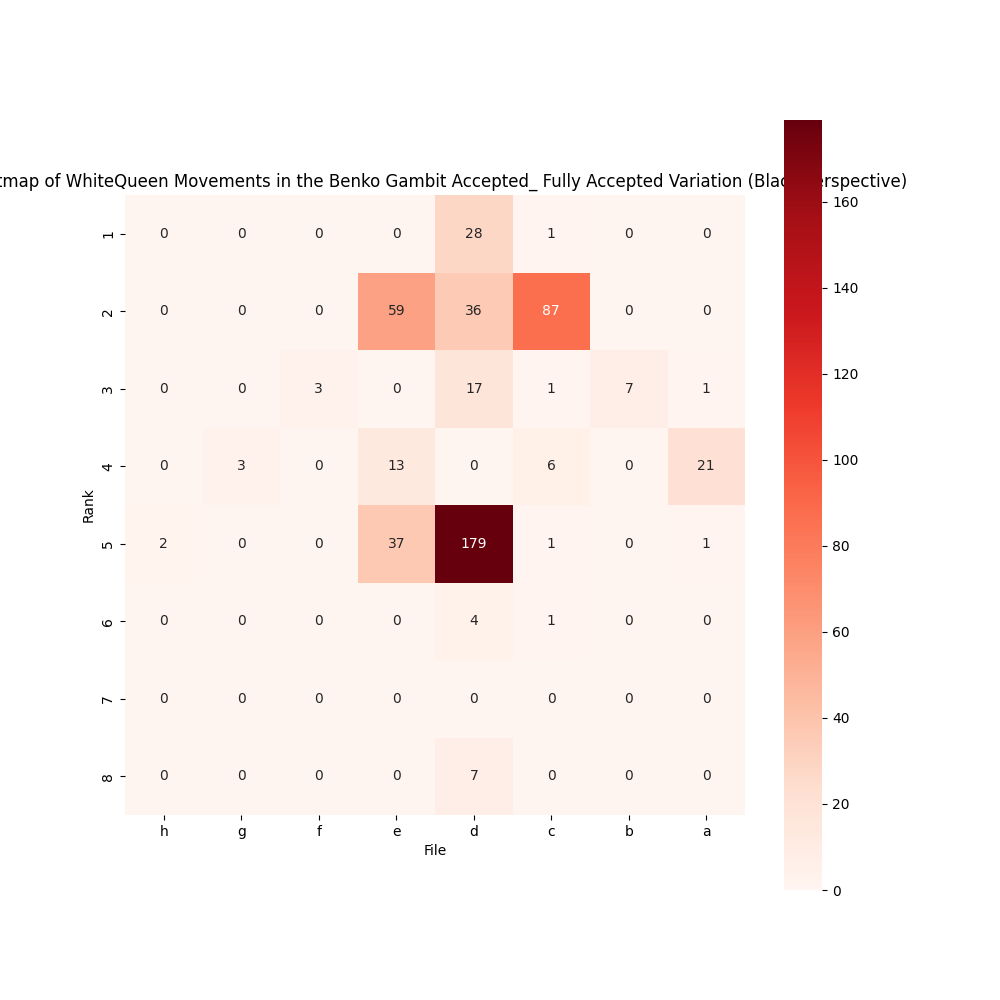 tmap of WhiteQueen Movements in the Benko Gambit Accepted_ Fully Accepted Variation (Bla erspective)
160
140
120
100
80
60
40
20
0
Rank
1 0 0 0 0 28 1 0 0
2 0 0 0 59 36 87 0 0
3 0 0 3 0 17 1 7 1
4 0 3 0 13 0 6 0 21
5 2 0 0 37 179 1 0 1
6 0 0 0 0 4 1 0 0
7 0 0 0 0 0 0 0 0
8 0 0 0 0 7 0 0 0
h g f e d c b a
File